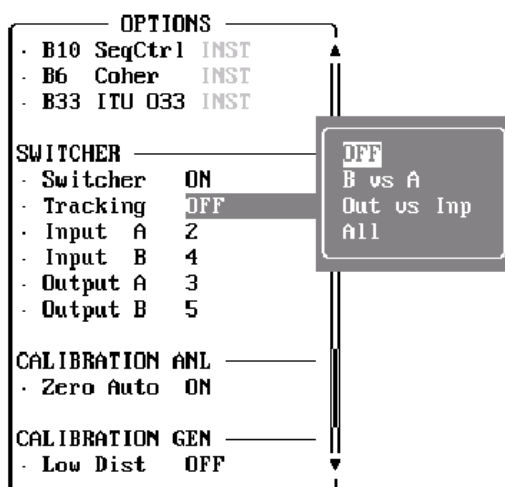 OPTIONS
· B10 SeqCtrl INST
· B6 Coher INST
· B33 ITU O33 INST
SWITCHER
· Switcher ON
· Tracking OFF
· Input A 2
· Input B 4
· Output A 3
· Output B 5
OFF
B vs A
Out vs Inp
All
CALIBRATION ANL
· Zero Auto ON
CALIBRATION GEN
· Low Dist OFF